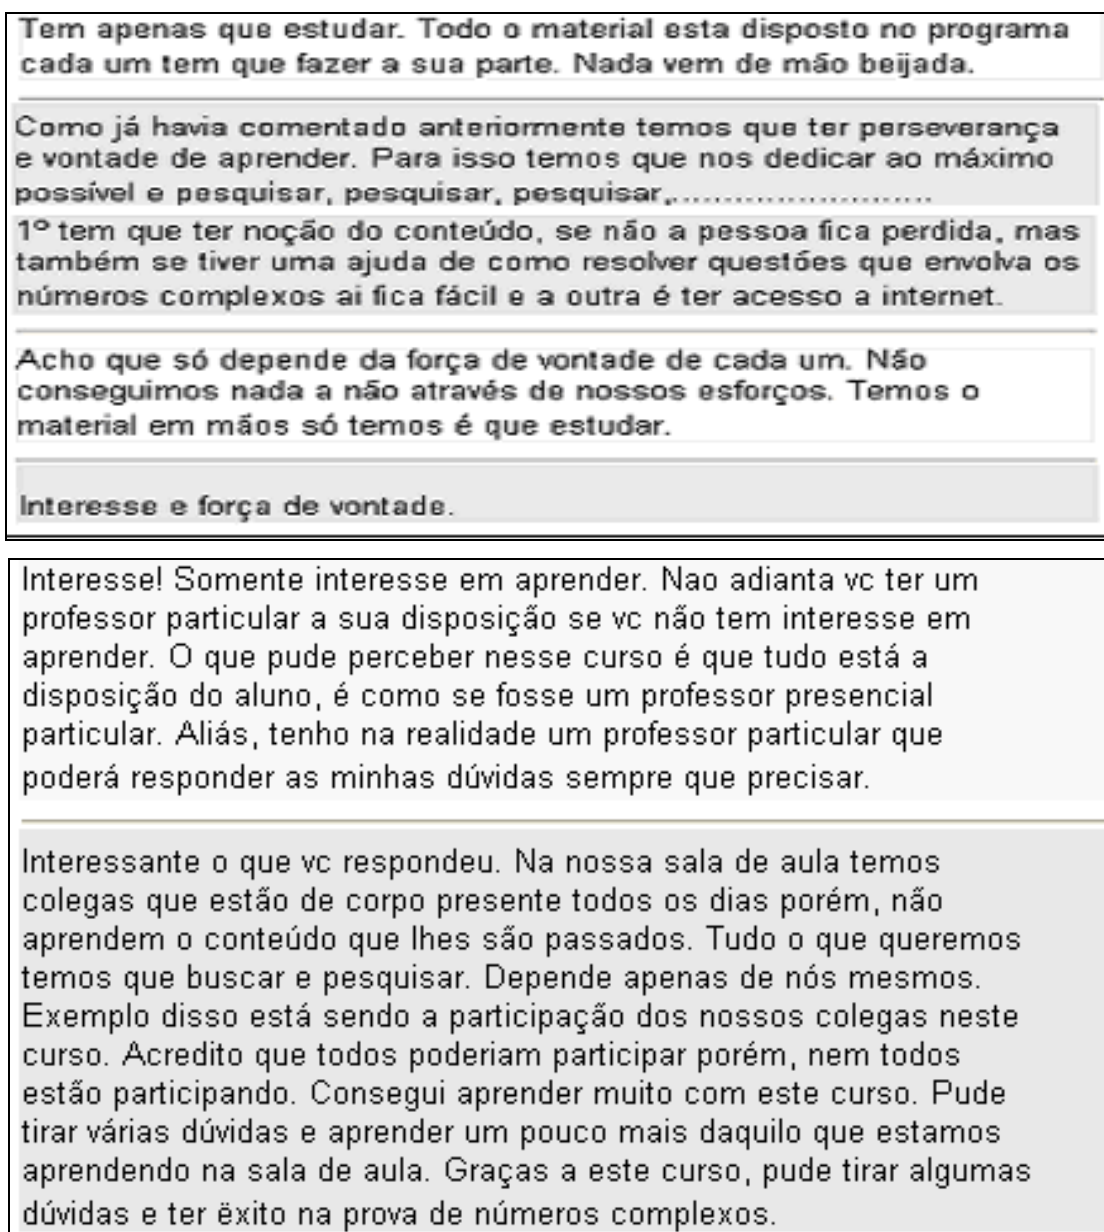 Tem apenas que estudar. Todo o material esta disposto no programa
cada um tem que fazer a sua parte. Nada vem de mão beijada.
Como já havia comentado anteriormente temos que ter perseverança
e vontade de aprender. Para isso temos que nos dedicar ao máximo
possível e pesquisar, pesquisar, pesquisar,........................
1º tem que ter noção do conteúdo, se não a pessoa fica perdida, mas
também se tiver uma ajuda de como resolver questões que envolva os
números complexos ai fica fácil e a outra é ter acesso a internet.
Acho que só depende da força de vontade de cada um. Não
conseguimos nada a não através de nossos esforços. Temos o
material em mãos só temos é que estudar.
Interesse e força de vontade.
Interesse! Somente interesse em aprender. Nao adianta vc ter um
professor particular a sua disposição se vc não tem interesse em
aprender. O que pude perceber nesse curso é que tudo está a
disposição do aluno, é como se fosse um professor presencial
particular. Aliás, tenho na realidade um professor particular que
poderá responder as minhas dúvidas sempre que precisar.
Interessante o que vc respondeu. Na nossa sala de aula temos
colegas que estão de corpo presente todos os dias porém, não
aprendem o conteúdo que lhes são passados. Tudo o que queremos
temos que buscar e pesquisar. Depende apenas de nós mesmos.
Exemplo disso está sendo a participação dos nossos colegas neste
curso. Acredito que todos poderiam participar porém, nem todos
estão participando. Consegui aprender muito com este curso. Pude
tirar várias dúvidas e aprender um pouco mais daquilo que estamos
aprendendo na sala de aula. Graças a este curso, pude tirar algumas
dúvidas e ter ëxito na prova de números complexos.